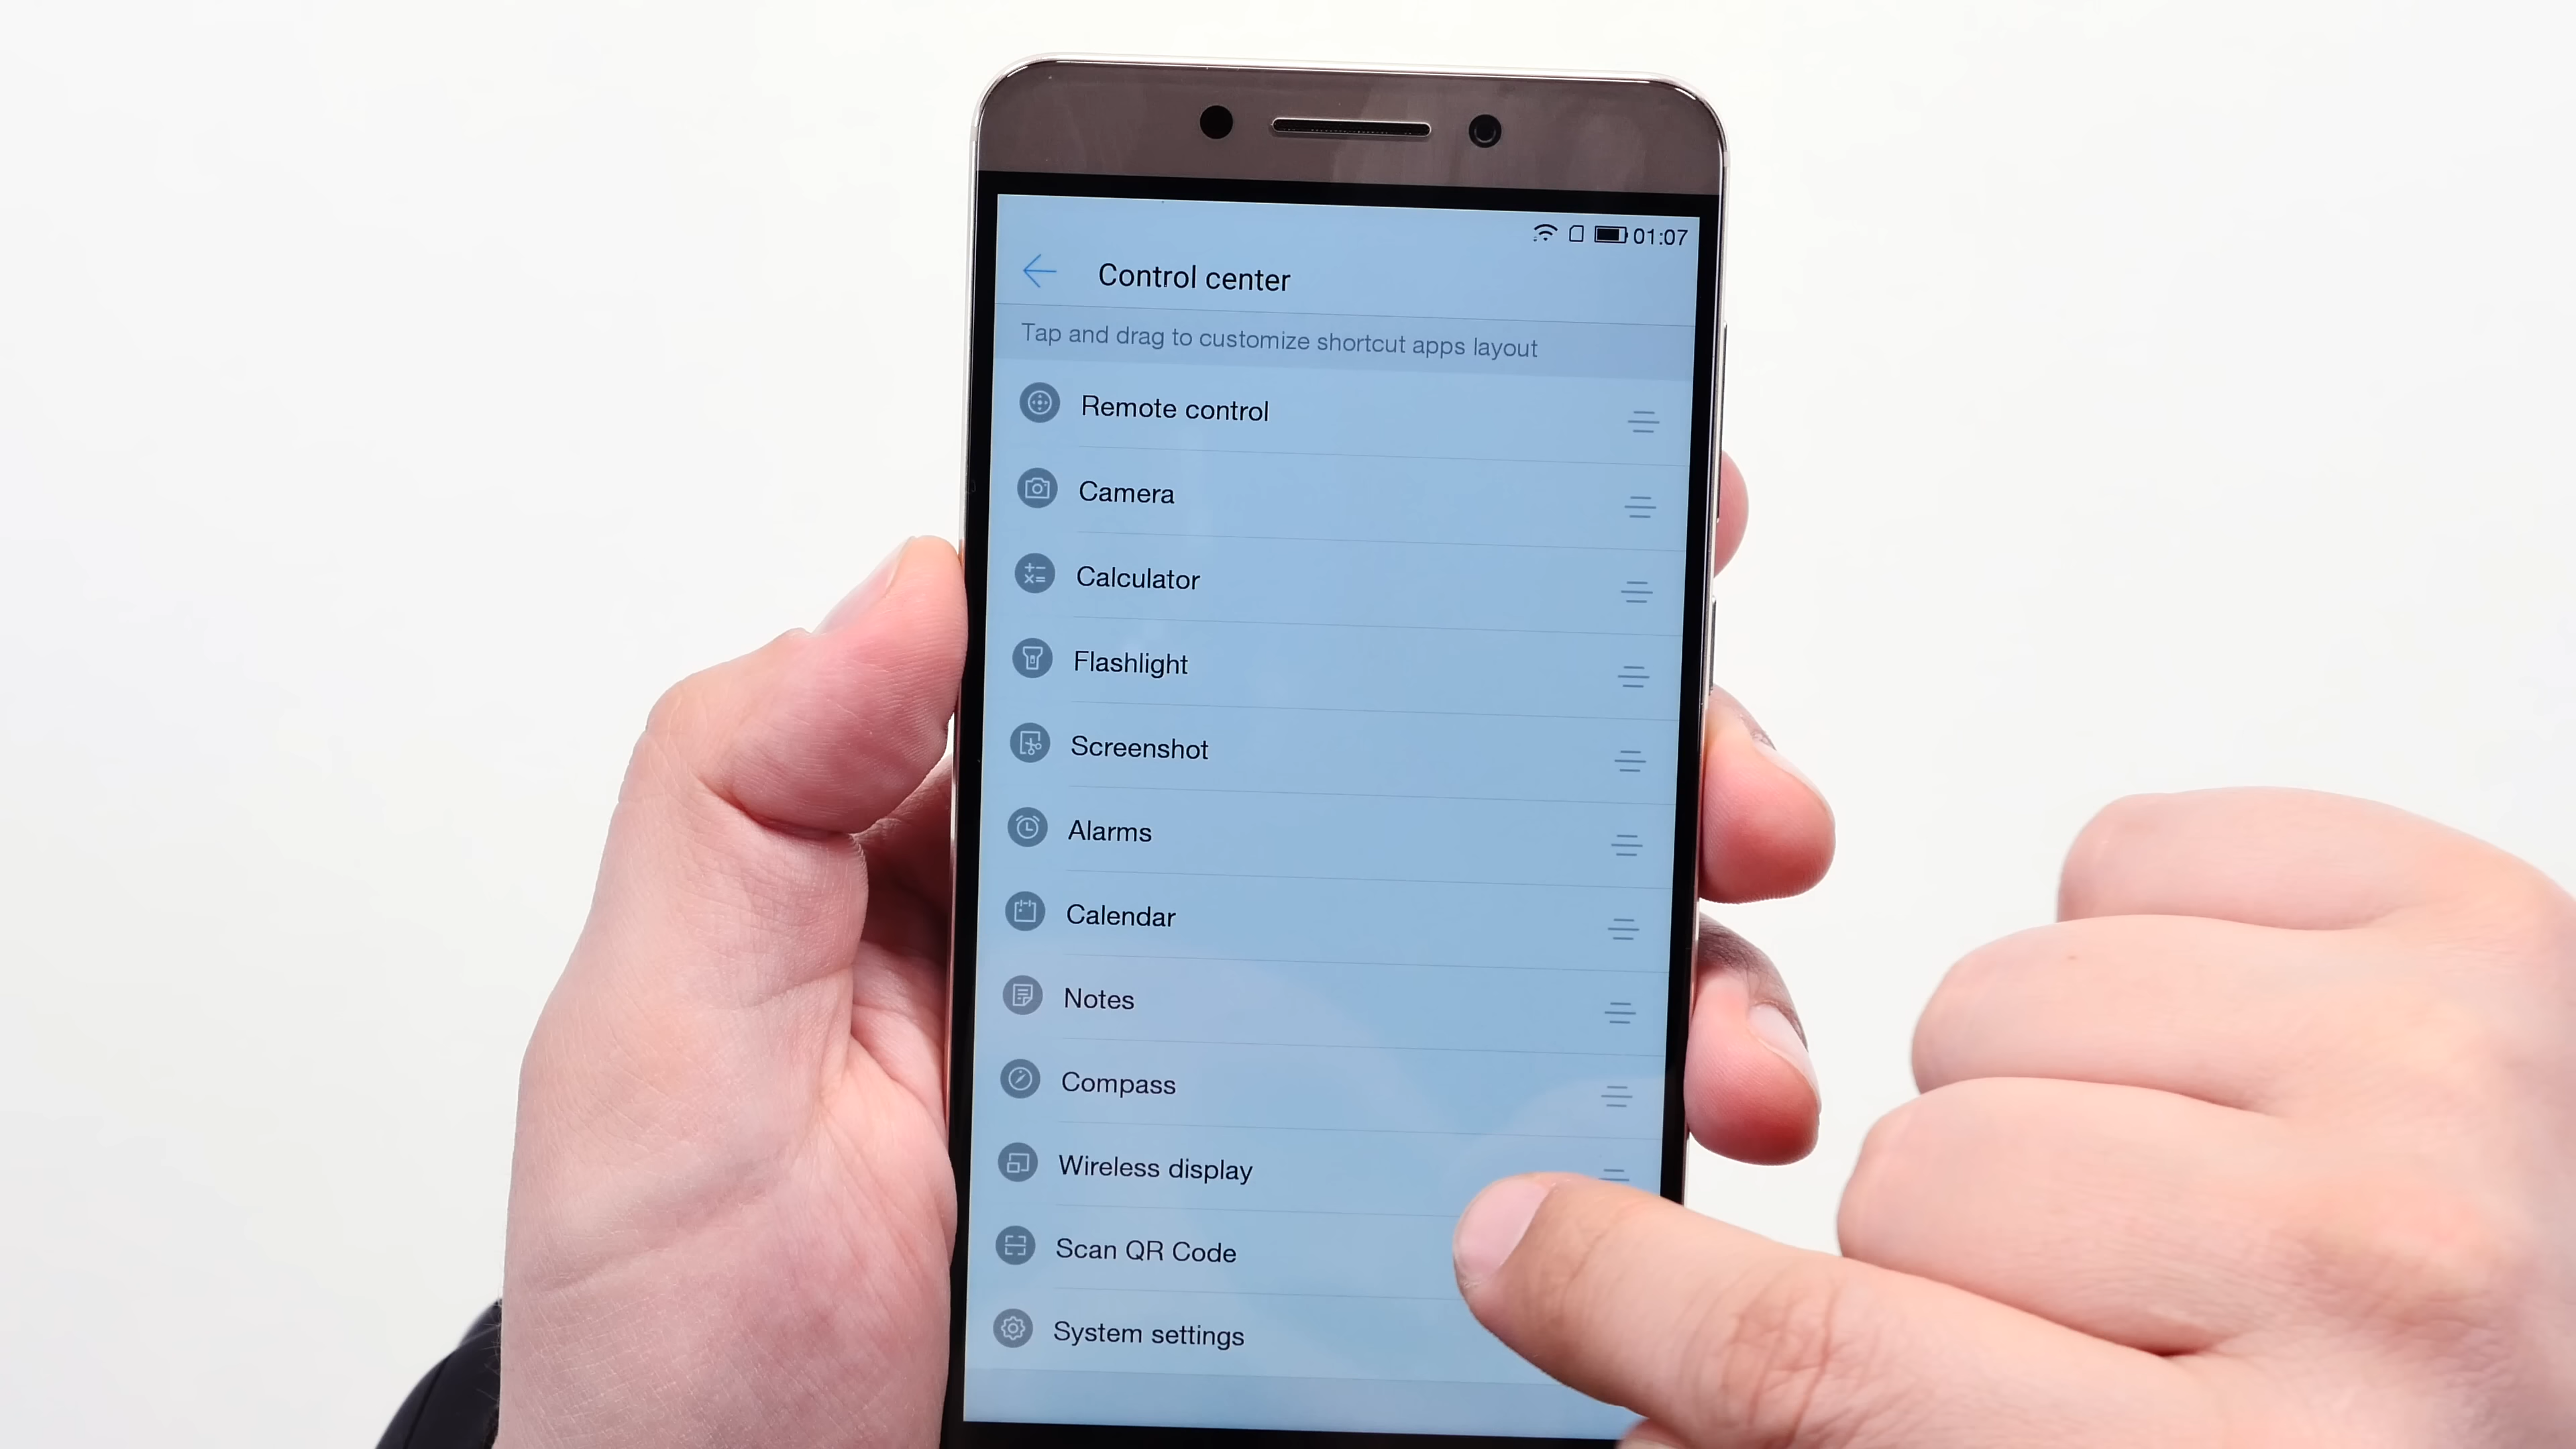 01:07
Control center
Tap and drag to customize shortcut apps layout
Remote control
Camera
Calculator
Flashlight
Screenshot
Alarms
Calendar
Notes
Compass
Wireless display
Scan QR Code
System settings